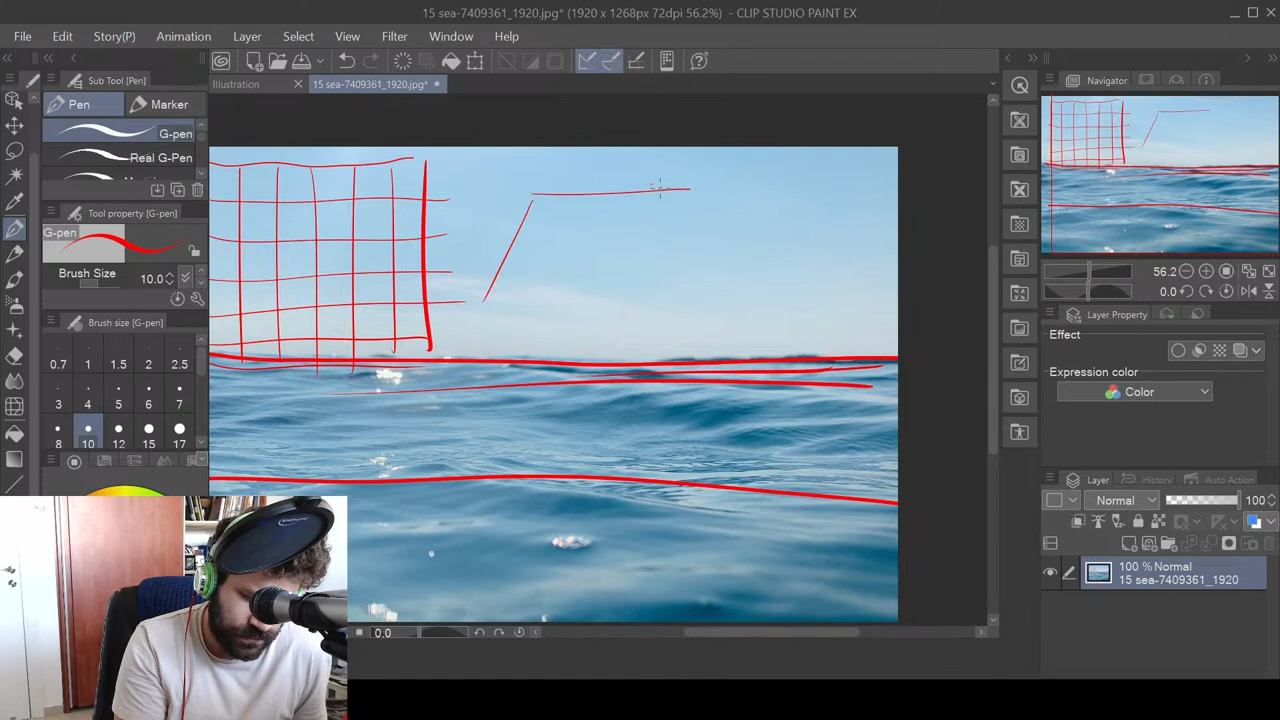 15 sea-7409361_1920.jpg* (1920 x 1268px 72dpi 56.2%) - CLIP STUDIO PAINT EX
File Edit Story(P) Animation Layer Select View Filter Window Help
Sub Tool [Pen]
Illustration
15 sea-7409361_1920.jpg*
Navigator
Pen
Marker
G-pen
Real G-Pen
Tool property [G-pen]
G-pen
Brush Size 10.0
56.2
0.0
Brush size [G-pen]
Layer Property
Effect
0.7 1 1.5 2 2.5
Expression color
3 4 5 6 7
Color
8 10 12 15 17
Layer History Auto Action
Normal 100
100 % Normal
15 sea-7409361_1920
0.0